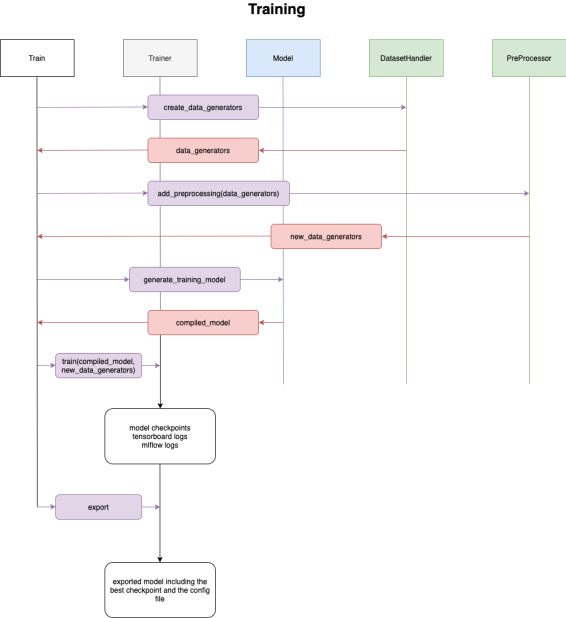 Training
Train
Trainer
Model
DatasetHandler
PreProcessor
create_data_generators
data_generators
add_preprocessing(data_generators)
new_data_generators
generate_training_model
compiled_model
train(compiled_model,
new_data_generators)
model checkpoints
tensorboard logs
mlflow logs
export
exported model including the
best checkpoint and the config
file